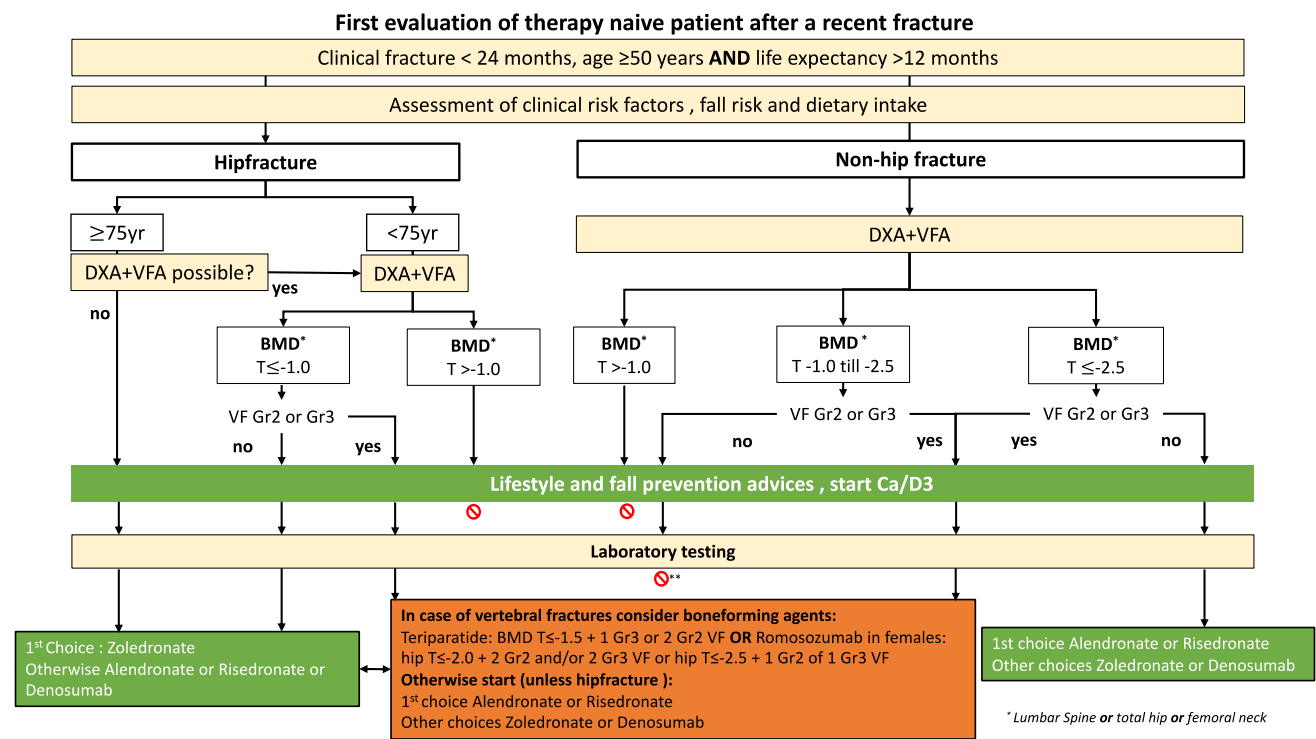 First evaluation of therapy naive patient after a recent fracture
Clinical fracture < 24 months, age ≥50 years AND life expectancy >12 months
Assessment of clinical risk factors , fall risk and dietary intake
Hipfracture
Non-hip fracture
≥75yr
<75yr
DXA+VFA
DXA+VFA possible?
yes
DXA+VFA
no
BMD*
T≤-1.0
BMD*
T >-1.0
BMD*
T >-1.0
BMD *
T -1.0 till -2.5
BMD*
T ≤-2.5
VF Gr2 or Gr3
VF Gr2 or Gr3
VF Gr2 or Gr3
no
yes
no
yes
yes
no
Lifestyle and fall prevention advices , start Ca/D3
Laboratory testing
**
In case of vertebral fractures consider boneforming agents:
Teriparatide: BMD T≤-1.5 + 1 Gr3 or 2 Gr2 VF OR Romosozumab in females:
hip T≤-2.0 + 2 Gr2 and/or 2 Gr3 VF or hip T≤-2.5 + 1 Gr2 of 1 Gr3 VF
Otherwise start (unless hipfracture ):
1st choice Alendronate or Risedronate
Other choices Zoledronate or Denosumab
1st Choice : Zoledronate
Otherwise Alendronate or Risedronate or
Denosumab
1st choice Alendronate or Risedronate
Other choices Zoledronate or Denosumab
* Lumbar Spine or total hip or femoral neck